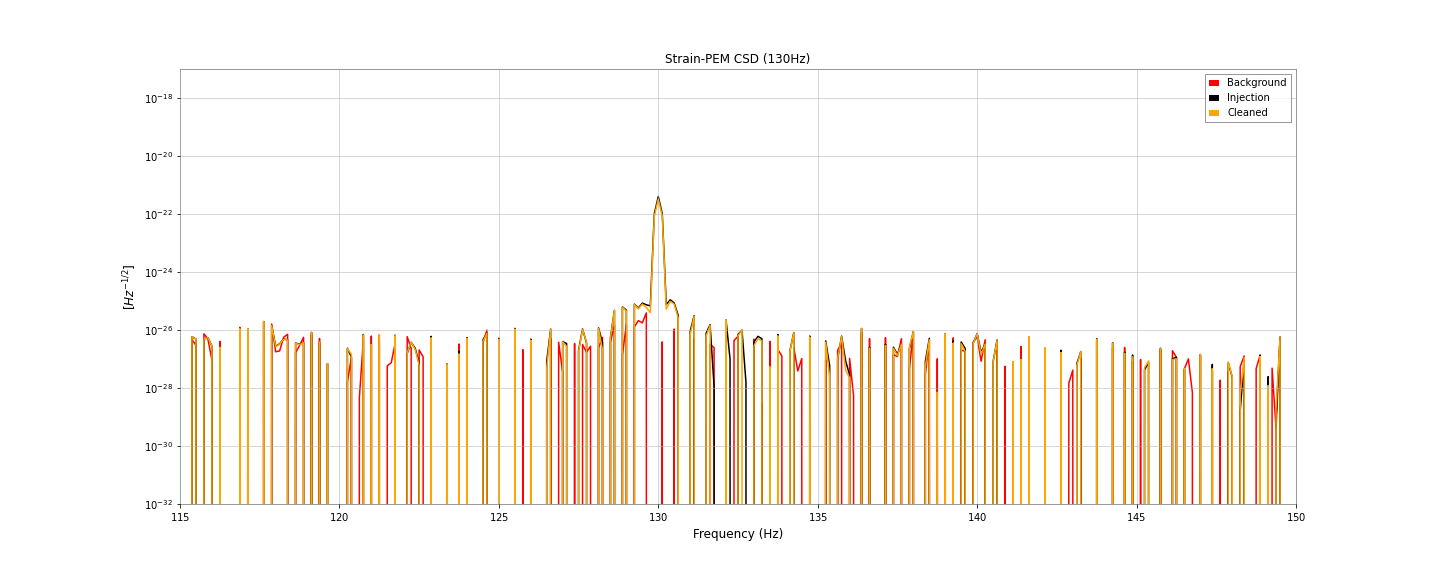 Strain-PEM CSD (130Hz)
Background
Injection
Cleaned
10⁻¹⁸
10⁻²⁰
10⁻²²
10⁻²⁴
10⁻²⁶
10⁻²⁸
10⁻³⁰
10⁻³²
[Hz⁻¹/²]
115 120 125 130 135 140 145 150
Frequency (Hz)